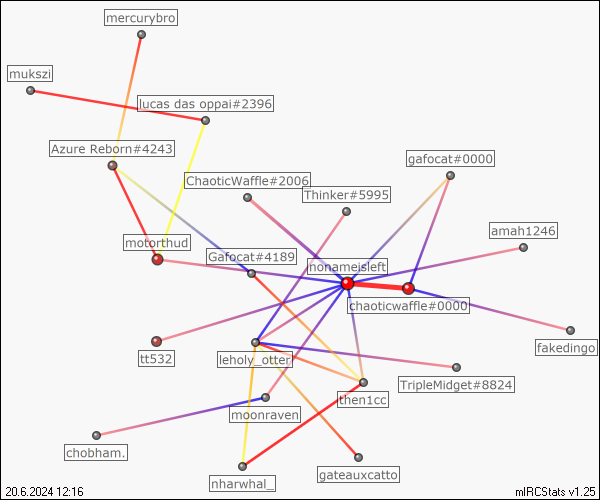 mercurybro
mukszi
lucas das oppai#2396
Azure Reborn#4243
gafocat#0000
ChaoticWaffle#2006
Thinker#5995
amah1246
motorthud
Gafocat#4189
nonameisleft
chaoticwaffle#0000
fakedingo
tt532
leholy_otter
TripleMidget#8824
then1cc
moonraven
chobham.
gateauxcatto
nharwhal_
20.6.2024 12:16
mIRCStats v1.25